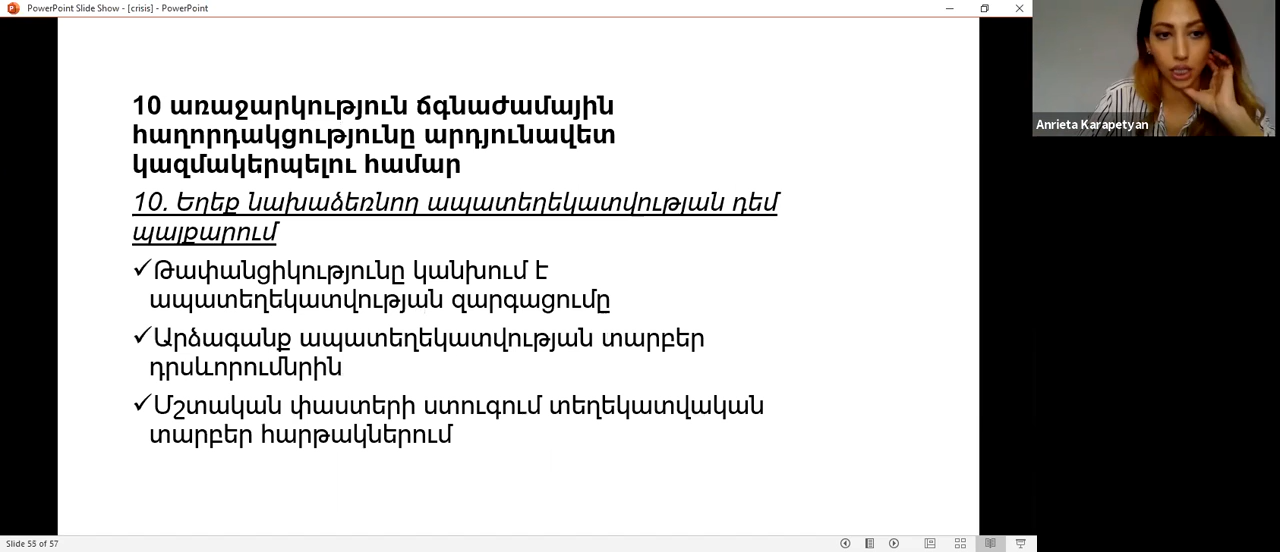 PowerPoint Slide Show - [crisis] - PowerPoint
Anrieta Karapetyan
10 առաջարկություն ճգնաժամային
հաղորդակցությունը արդյունավետ
կազմակերպելու համար
10. Եղեք նախաձեռնող ապատեղեկատվության դեմ
պայքարում
✓Թափանցիկությունը կանխում է
ապատեղեկատվության զարգացումը
✓Արձագանք ապատեղեկատվության տարբեր
դրսևորումնրին
✓Մշտական փաստերի ստուգում տեղեկատվական
տարբեր հարթակներում
Slide 55 of 57